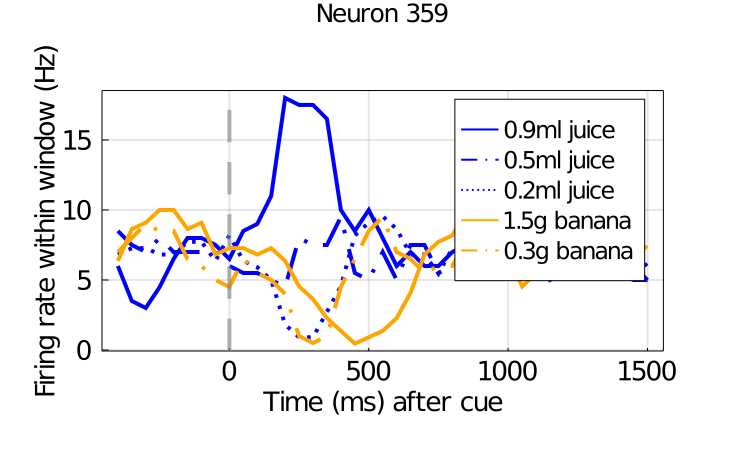 Neuron 359
Firing rate within window (Hz)
15
10
5
0
0.9ml juice
0.5ml juice
0.2ml juice
1.5g banana
0.3g banana
0 500 1000 1500
Time (ms) after cue